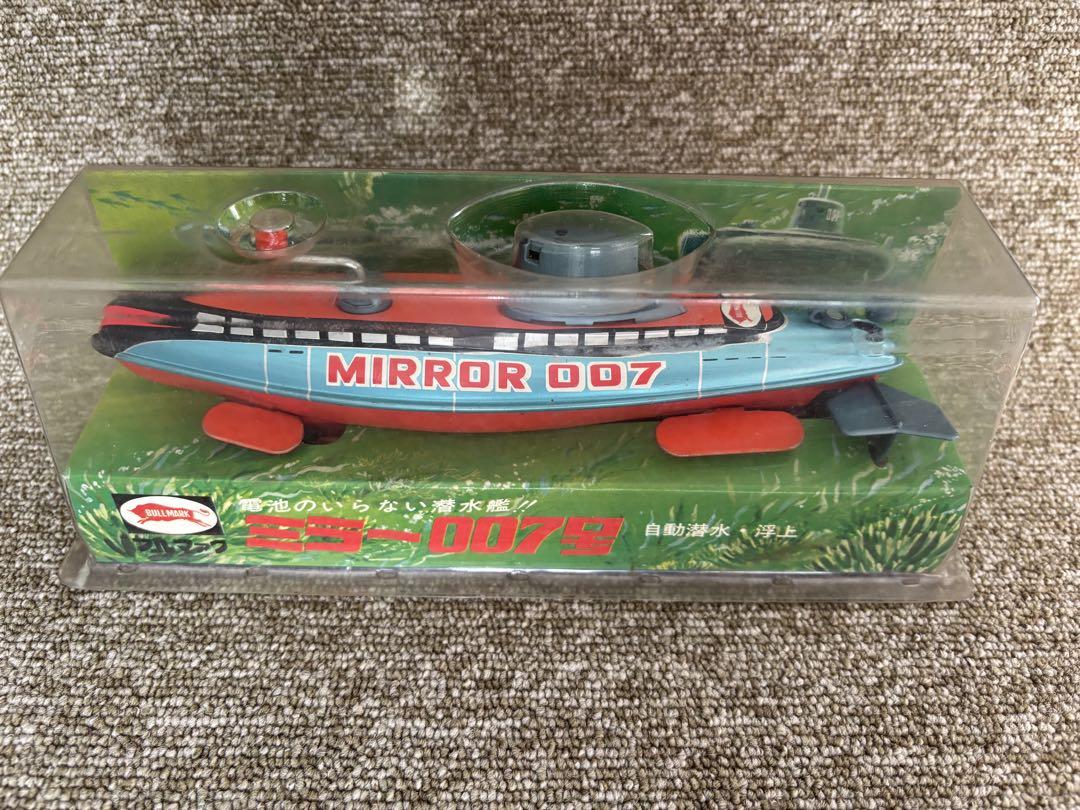 MIRROR 007
BULLMARK
電池のいらない潜水艦!!
ブルマァク
ミラー007号
自動潜水・浮上